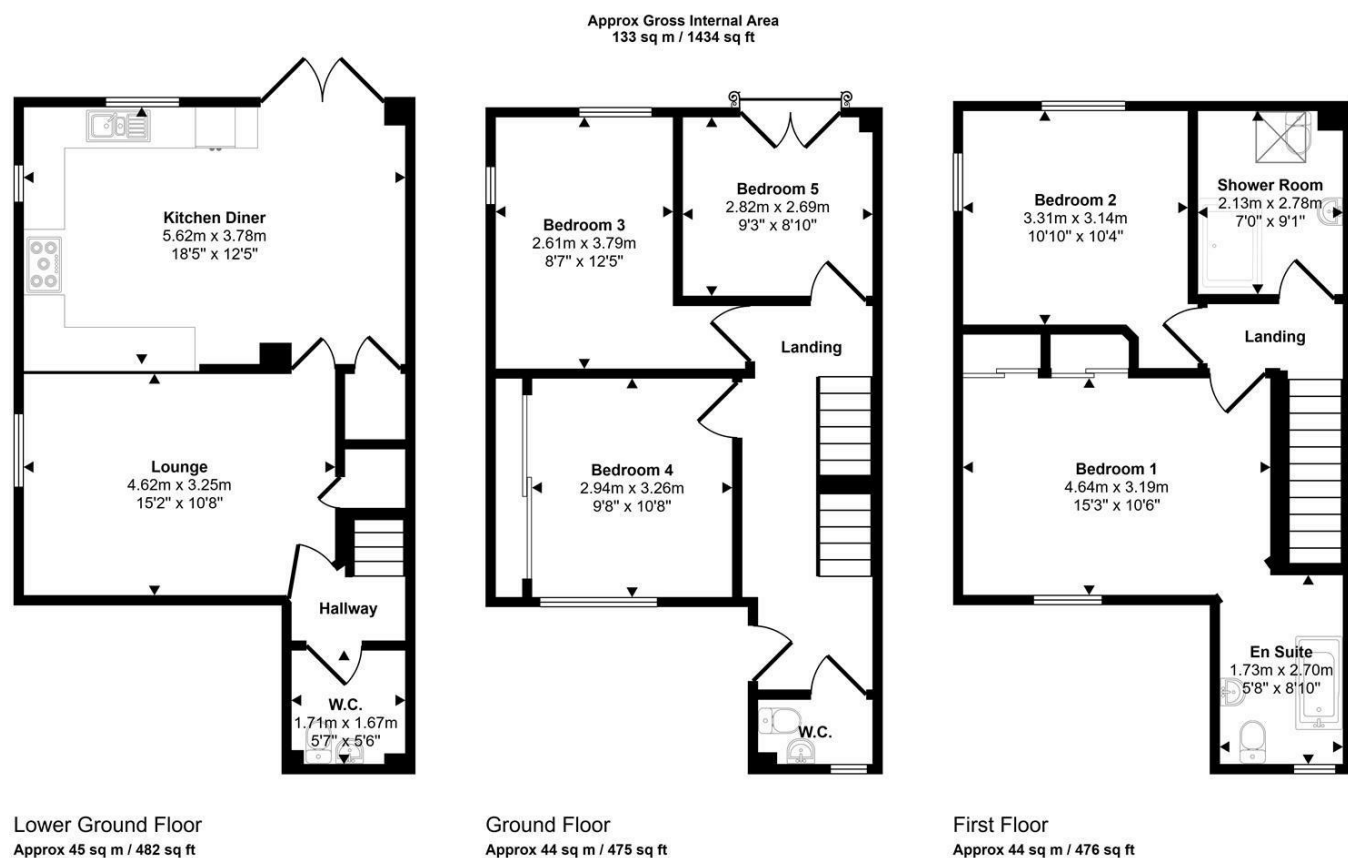 Approx Gross Internal Area
133 sq m / 1434 sq ft
Kitchen Diner
5.62m x 3.78m
18'5" x 12'5"
Lounge
4.62m x 3.25m
15'2" x 10'8"
Hallway
W.C.
1.71m x 1.67m
5'7" x 5'6"
Lower Ground Floor
Approx 45 sq m / 482 sq ft
Bedroom 3
2.61m x 3.79m
8'7" x 12'5"
Bedroom 5
2.82m x 2.69m
9'3" x 8'10"
Landing
Bedroom 4
2.94m x 3.26m
9'8" x 10'8"
W.C.
Ground Floor
Approx 44 sq m / 475 sq ft
Bedroom 2
3.31m x 3.14m
10'10" x 10'4"
Shower Room
2.13m x 2.78m
7'0" x 9'1"
Landing
Bedroom 1
4.64m x 3.19m
15'3" x 10'6"
En Suite
1.73m x 2.70m
5'8" x 8'10"
First Floor
Approx 44 sq m / 476 sq ft